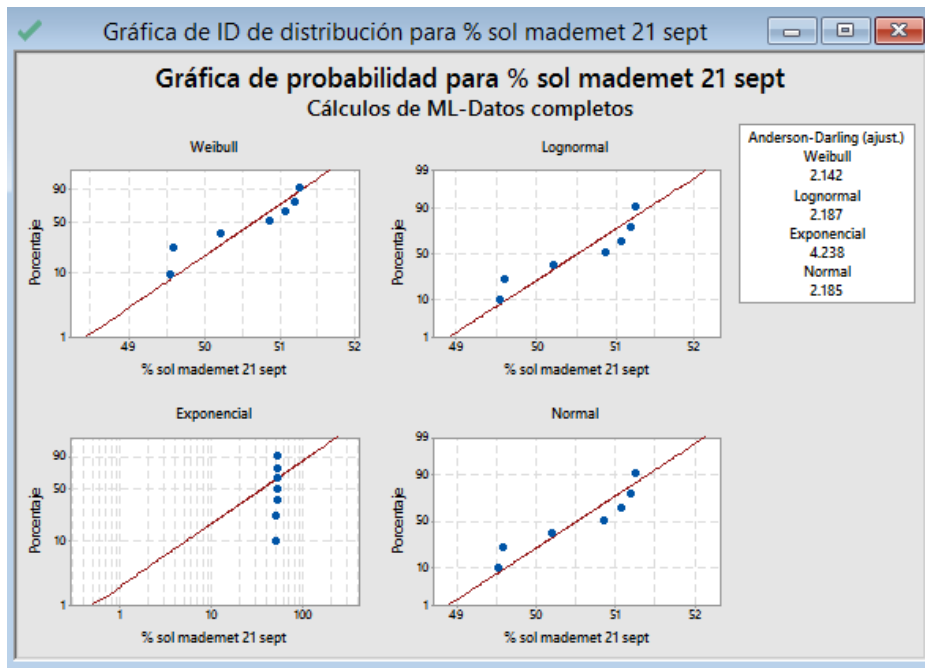 Gráfica de ID de distribución para % sol mademet 21 sept
Gráfica de probabilidad para % sol mademet 21 sept
Cálculos de ML-Datos completos
Weibull
Porcentaje
90
50
10
1
49 50 51 52
% sol mademet 21 sept
Lognormal
Porcentaje
99
90
50
10
1
49 50 51 52
% sol mademet 21 sept
Anderson-Darling (ajust.)
Weibull
2.142
Lognormal
2.187
Exponencial
4.238
Normal
2.185
Exponencial
Porcentaje
90
50
10
1
1 10 100
% sol mademet 21 sept
Normal
Porcentaje
99
90
50
10
1
49 50 51 52
% sol mademet 21 sept